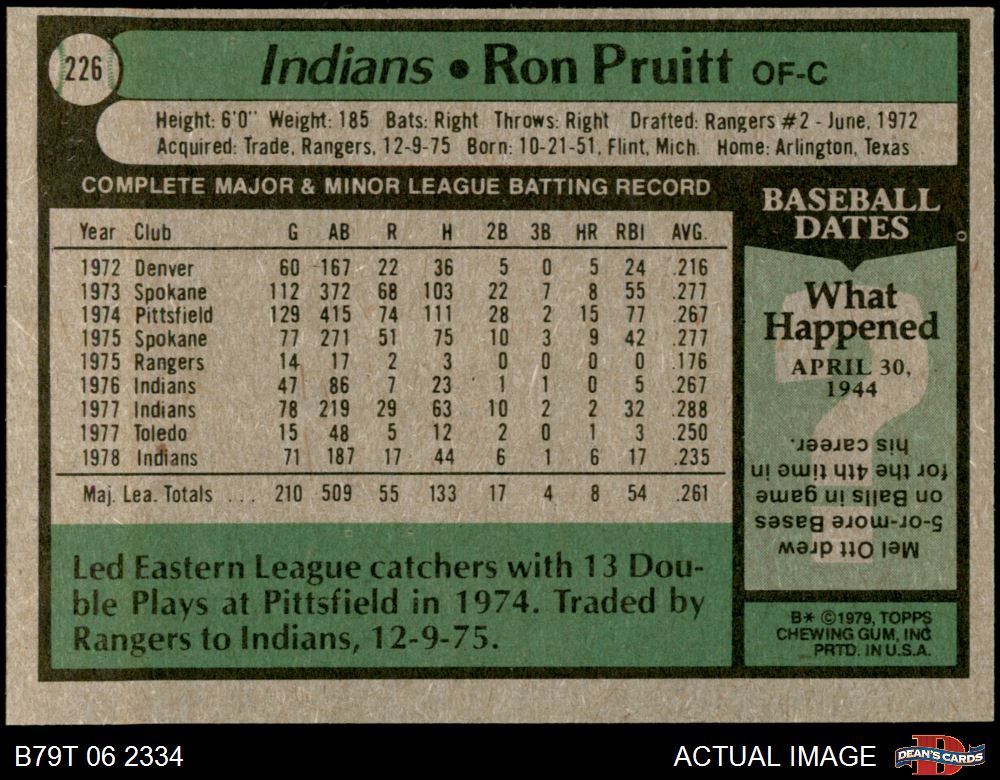 226
Indians • Ron Pruitt OF-C
Height: 6'0" Weight: 185 Bats: Right Throws: Right Drafted: Rangers #2 - June, 1972
Acquired: Trade, Rangers, 12-9-75 Born: 10-21-51, Flint, Mich. Home: Arlington, Texas
COMPLETE MAJOR & MINOR LEAGUE BATTING RECORD
Year Club G AB R H 2B 3B HR RBI AVG.
1972 Denver 60 167 22 36 5 0 5 24 .216
1973 Spokane 112 372 68 103 22 7 8 55 .277
1974 Pittsfield 129 415 74 111 28 2 15 77 .267
1975 Spokane 77 271 51 75 10 3 9 42 .277
1975 Rangers 14 17 2 3 0 0 0 0 .176
1976 Indians 47 86 7 23 1 1 0 5 .267
1977 Indians 78 219 29 63 10 2 2 32 .288
1977 Toledo 15 48 5 12 2 0 1 3 .250
1978 Indians 71 187 17 44 6 1 6 17 .235
Maj. Lea. Totals ... 210 509 55 133 17 4 8 54 .261
Led Eastern League catchers with 13 Dou-
ble Plays at Pittsfield in 1974. Traded by
Rangers to Indians, 12-9-75.
BASEBALL
DATES
What
Happened
APRIL 30,
1944
?
Mel Ott drew
5-or-more Bases
on Balls in game
for the 4th time in
his career.
B* ©1979, TOPPS
CHEWING GUM, INC
PRTD. IN U.S.A.
B79T 06 2334
ACTUAL IMAGE
D
DEAN'S CARDS